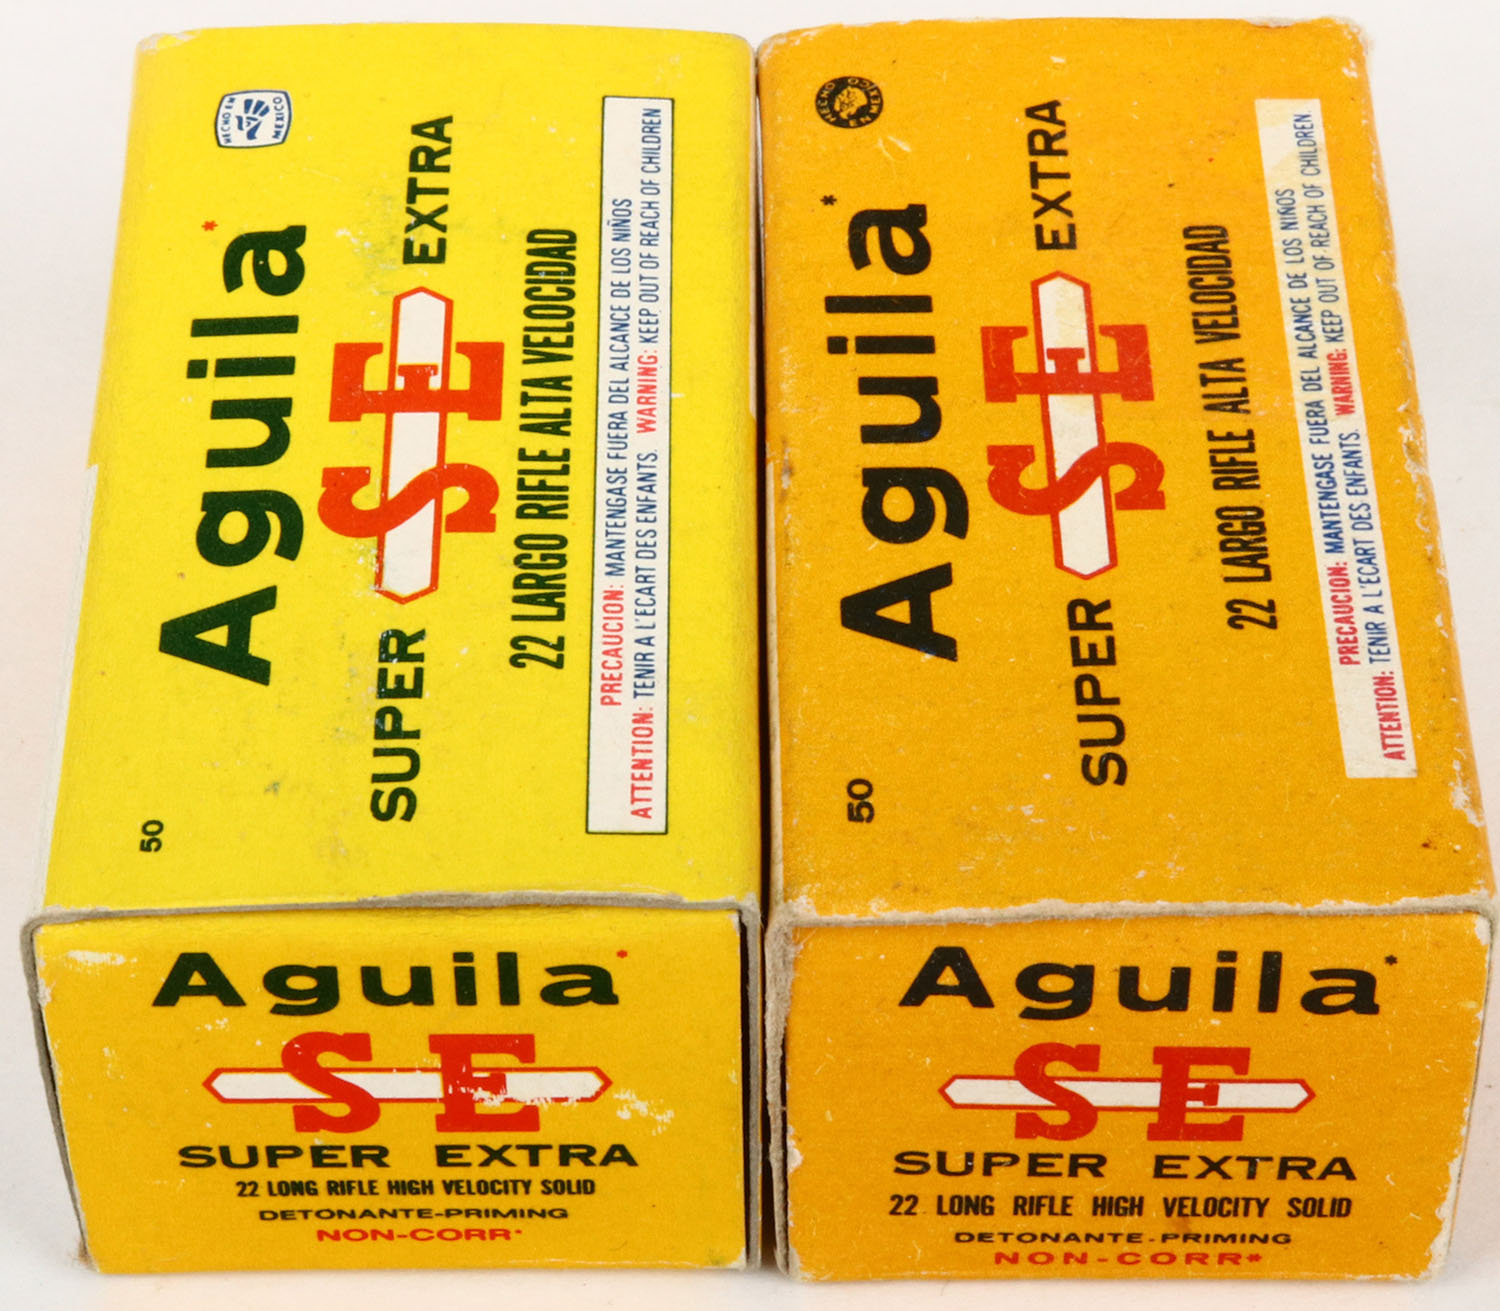 HECHO EN
MEXICO
Aguila*
SUPER SE EXTRA
22 LARGO RIFLE ALTA VELOCIDAD
PRECAUCION: MANTENGASE FUERA DEL ALCANCE DE LOS NIÑOS
ATTENTION: TENIR A L'ECART DES ENFANTS. WARNING: KEEP OUT OF REACH OF CHILDREN
50
Aguila*
SE
SUPER EXTRA
22 LONG RIFLE HIGH VELOCITY SOLID
DETONANTE-PRIMING
NON-CORR*
HECHO EN MEXICO
Aguila*
SUPER SE EXTRA
22 LARGO RIFLE ALTA VELOCIDAD
PRECAUCION: MANTENGASE FUERA DEL ALCANCE DE LOS NIÑOS
ATTENTION: TENIR A L'ECART DES ENFANTS. WARNING: KEEP OUT OF REACH OF CHILDREN
50
Aguila*
SE
SUPER EXTRA
22 LONG RIFLE HIGH VELOCITY SOLID
DETONANTE-PRIMING
NON-CORR*